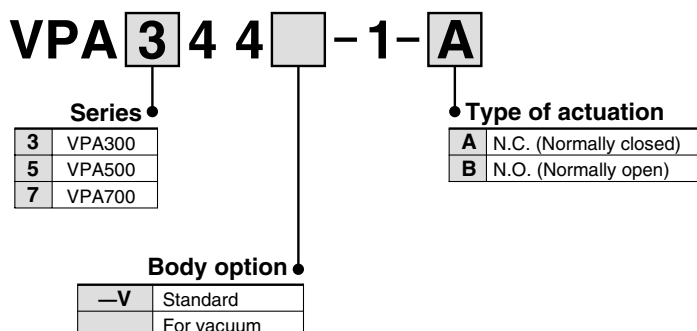 VPA 3 4 4 – 1 – A
Series
3 VPA300
5 VPA500
7 VPA700
Type of actuation
A N.C. (Normally closed)
B N.O. (Normally open)
Body option
—V Standard
For vacuum